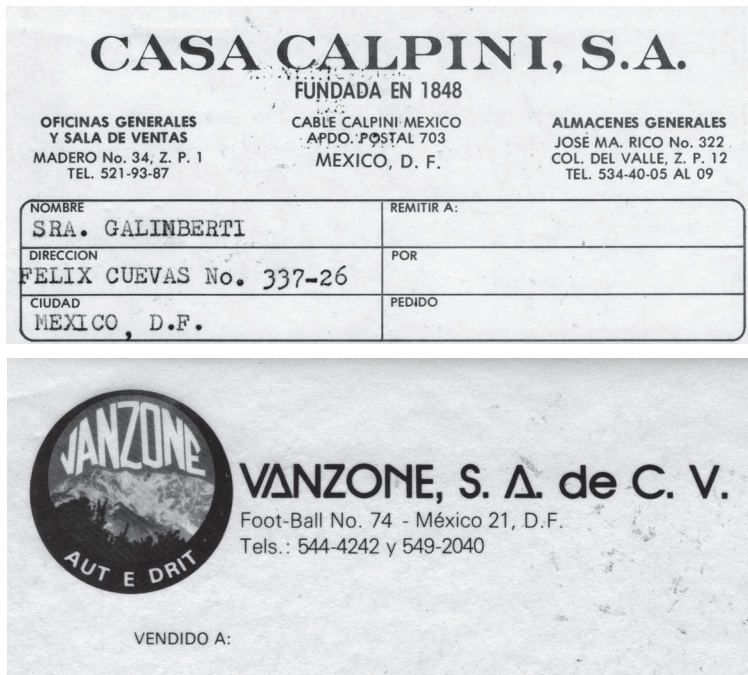 CASA CALPINI, S.A.
FUNDADA EN 1848
OFICINAS GENERALES
Y SALA DE VENTAS
MADERO No. 34, Z. P. 1
TEL. 521-93-87
CABLE CALPINI-MEXICO
APDO. POSTAL 703
MEXICO, D. F.
ALMACENES GENERALES
JOSÉ MA. RICO No. 322
COL. DEL VALLE, Z. P. 12
TEL. 534-40-05 AL 09
NOMBRE
SRA. GALINBERTI
REMITIR A:
DIRECCION
FELIX CUEVAS No. 337-26
POR
CIUDAD
MEXICO, D.F.
PEDIDO
VANZONE
AUT E DRIT
VANZONE, S. A. de C. V.
Foot-Ball No. 74 - México 21, D.F.
Tels.: 544-4242 y 549-2040
VENDIDO A: